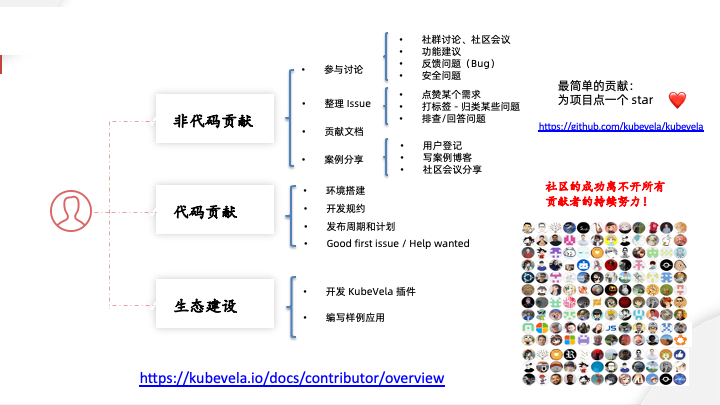 非代码贡献
• 参与讨论
• 社群讨论、社区会议
• 功能建议
• 反馈问题（Bug）
• 安全问题
• 整理 Issue
• 点赞某个需求
• 打标签 – 归类某些问题
• 排查/回答问题
• 贡献文档
• 案例分享
• 用户登记
• 写案例博客
• 社区会议分享
代码贡献
• 环境搭建
• 开发规约
• 发布周期和计划
• Good first issue / Help wanted
生态建设
• 开发 KubeVela 插件
• 编写样例应用
https://kubevela.io/docs/contributor/overview
最简单的贡献：
为项目点一个 star ❤️
https://github.com/kubevela/kubevela
社区的成功离不开所有
贡献者的持续努力！